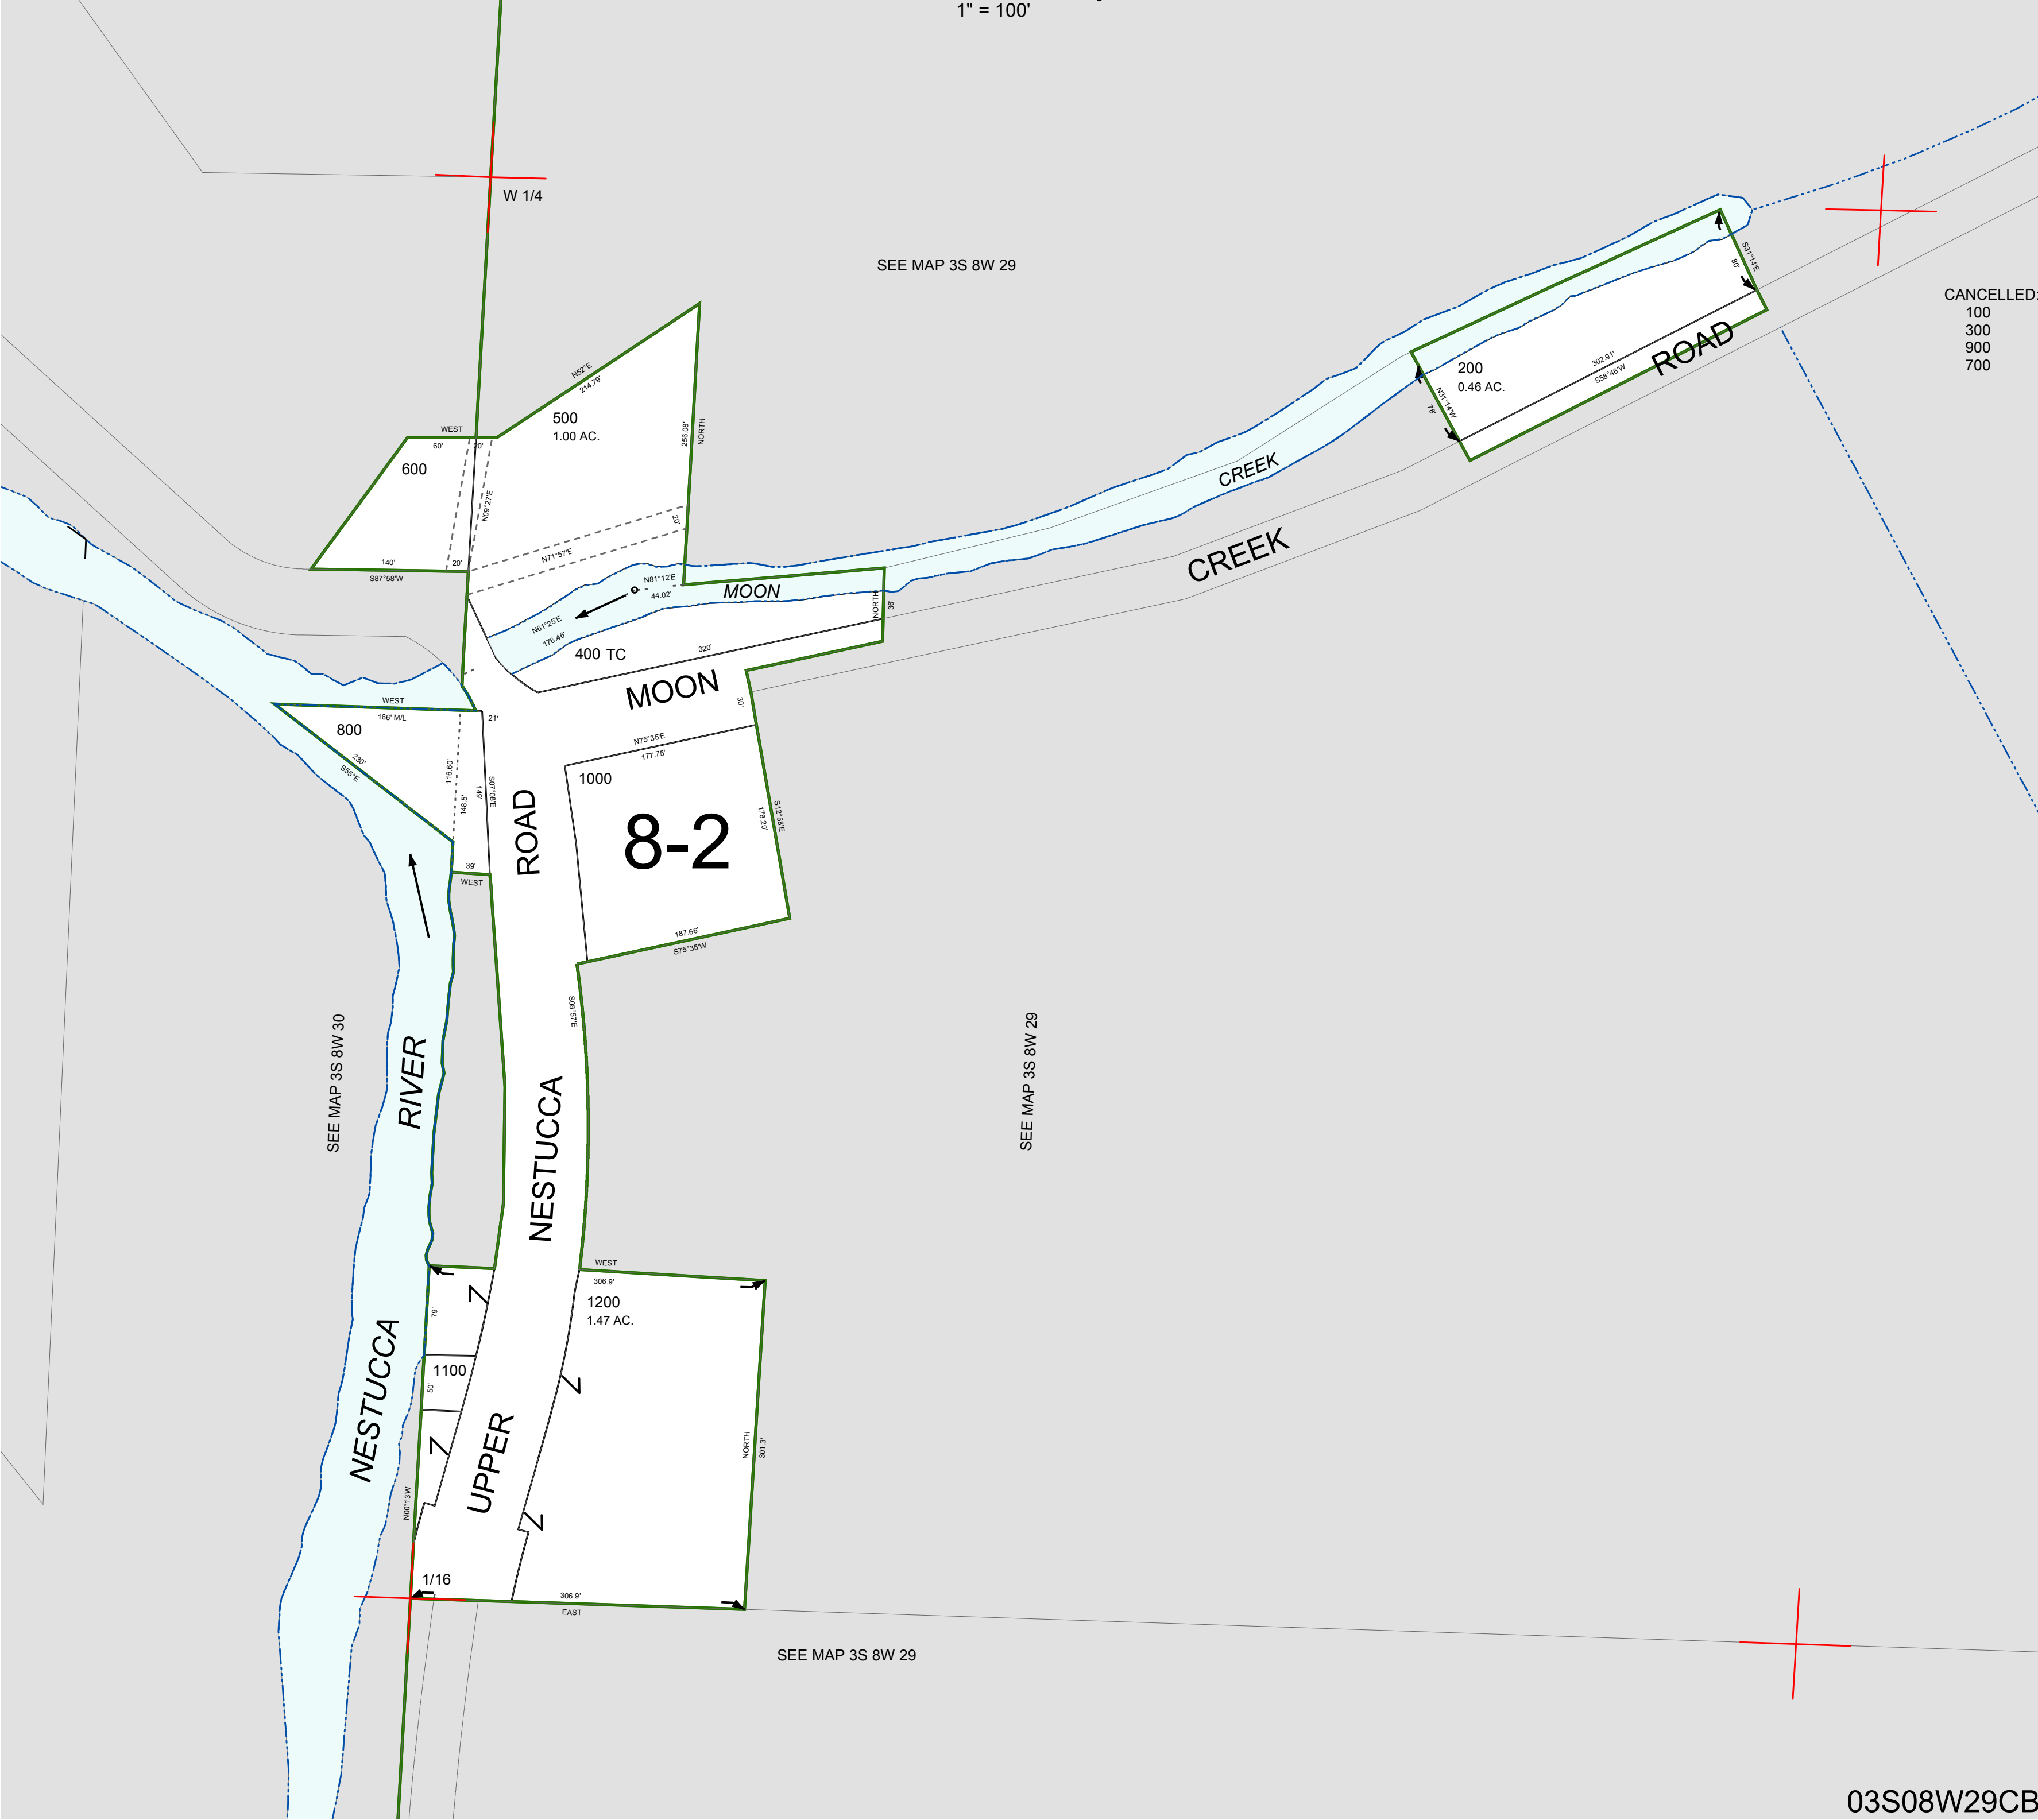 1" = 100'
W 1/4
SEE MAP 3S 8W 29
CANCELLED:
100
300
900
700
S31°14'E
80'
ROAD
302.91'
S58°46'W
200
0.46 AC.
N31°14'W
78'
N52°E
214.79'
500
1.00 AC.
WEST
60'
20'
600
N09°27'E
256.08'
NORTH
20'
N71°57'E
140'
20'
S87°58'W
CREEK
CREEK
N81°12'E
44.02'
MOON
NORTH
36'
N61°25'E
176.46'
400 TC
320'
MOON
30'
WEST
166' M/L
21'
800
230'
S55°E
116.60'
148.5'
149'
S07°08'E
39'
WEST
ROAD
N75°35'E
177.75'
1000
8-2
S12°58'E
178.20'
187.66'
S75°35'W
S08°57'E
SEE MAP 3S 8W 30
RIVER
NESTUCCA
SEE MAP 3S 8W 29
WEST
306.9'
1200
1.47 AC.
79'
1100
50'
NESTUCCA
UPPER
NORTH
301.3'
N00°13'W
1/16
306.9'
EAST
SEE MAP 3S 8W 29
03S08W29CB